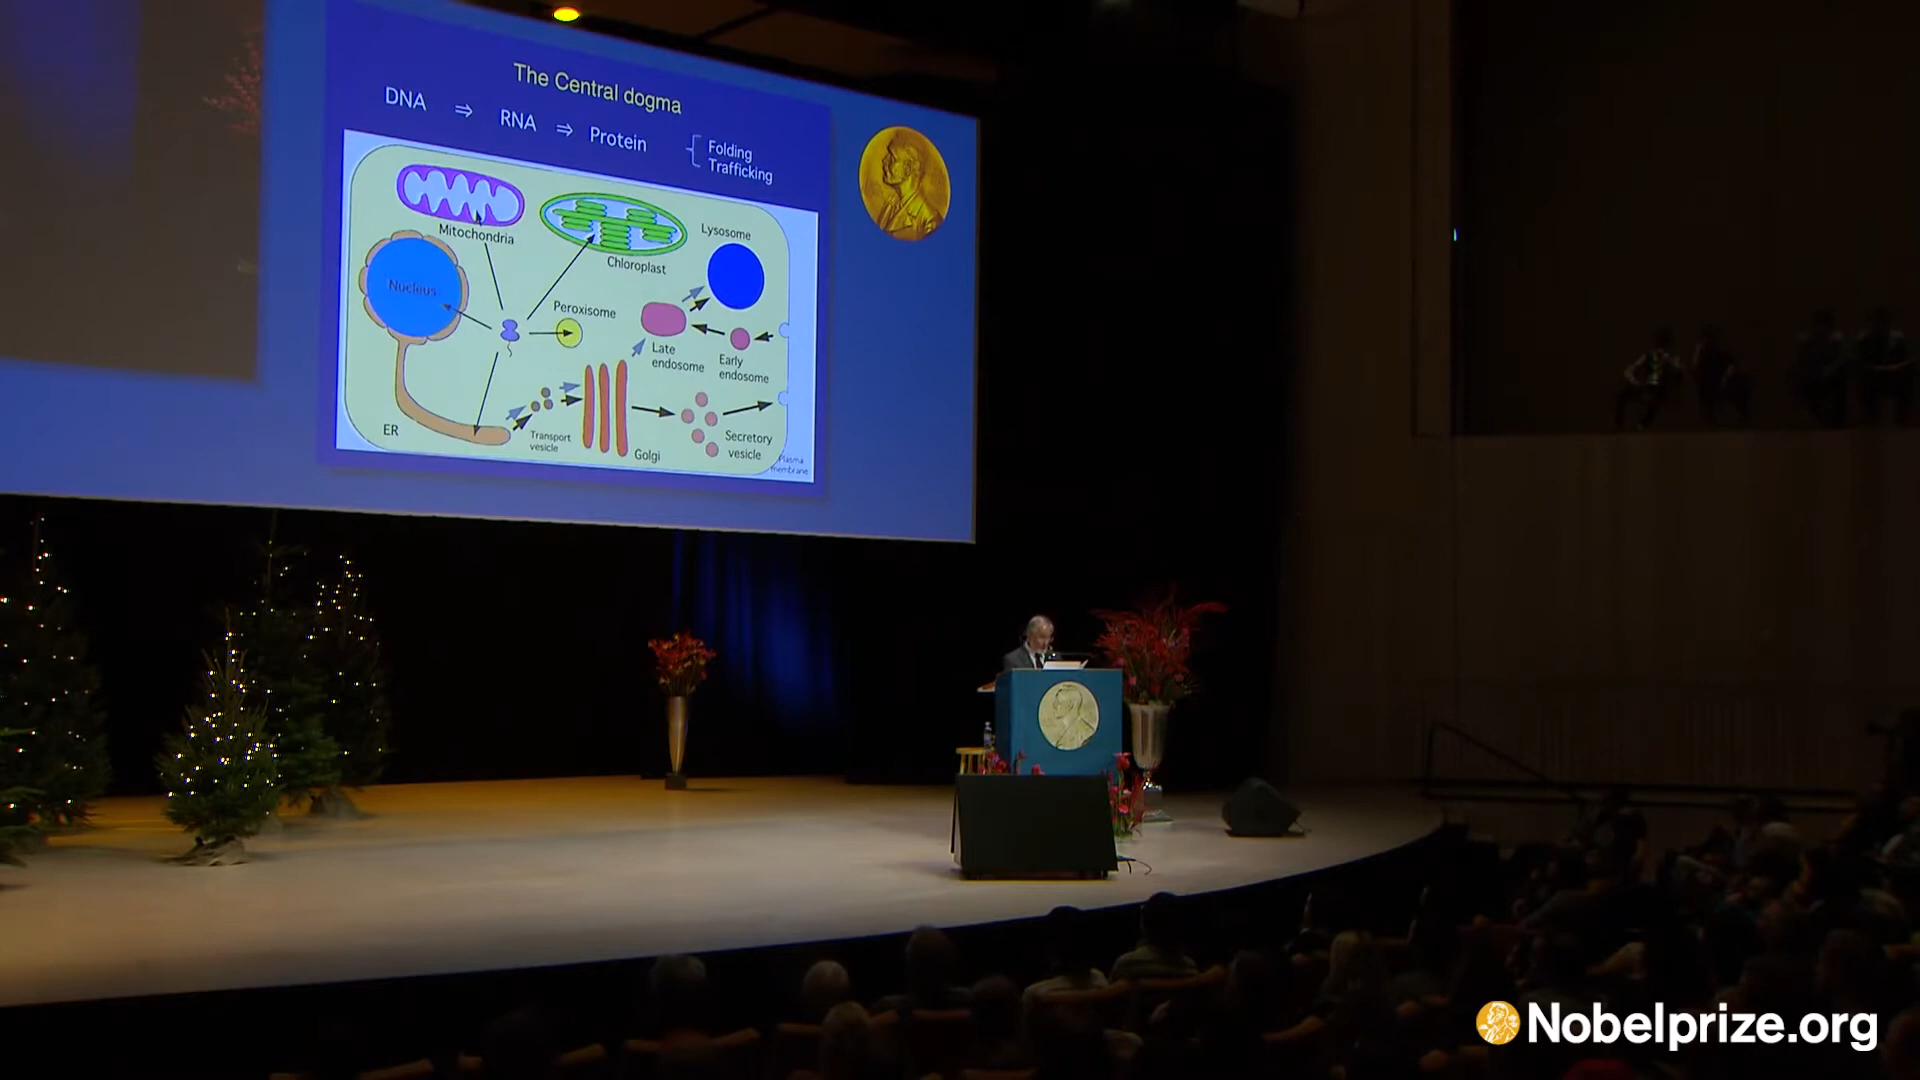 The Central dogma
DNA ⇒ RNA ⇒ Protein
Folding
Trafficking
Mitochondria
Chloroplast
Lysosome
Nucleus
Peroxisome
Late
endosome
Early
endosome
ER
Transport
vesicle
Golgi
Secretory
vesicle
Plasma
membrane
Nobelprize.org